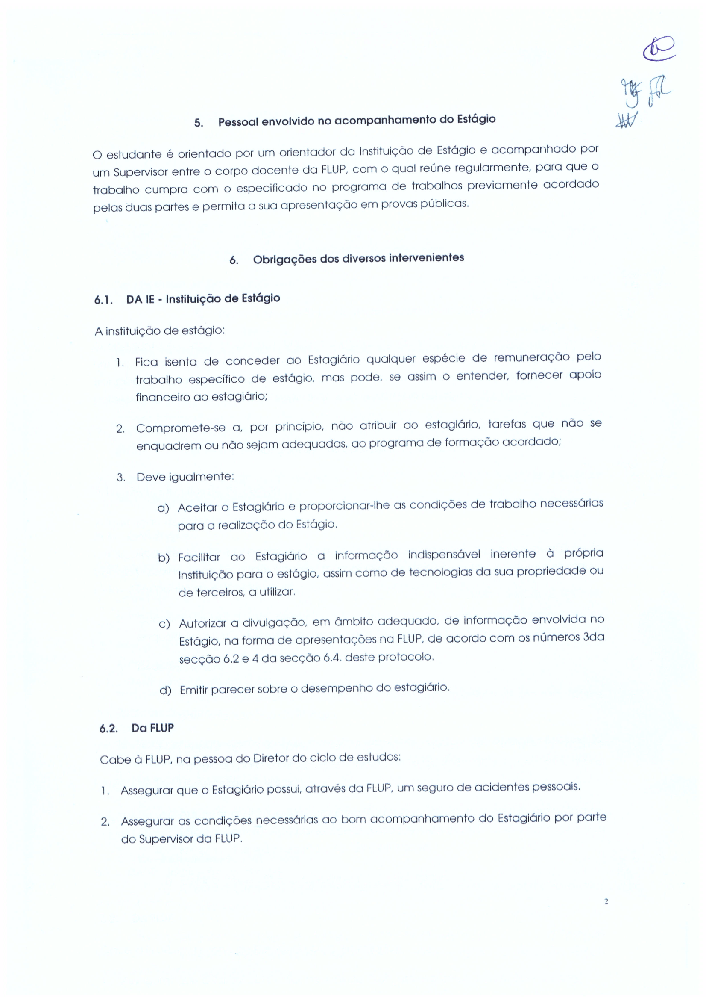 5. Pessoal envolvido no acompanhamento do Estágio
O estudante é orientado por um orientador da Instituição de Estágio e acompanhado por
um Supervisor entre o corpo docente da FLUP, com o qual reúne regularmente, para que o
trabalho cumpra com o especificado no programa de trabalhos previamente acordado
pelas duas partes e permita a sua apresentação em provas públicas.
6. Obrigações dos diversos intervenientes
6.1. DA IE - Instituição de Estágio
A instituição de estágio:
1. Fica isenta de conceder ao Estagiário qualquer espécie de remuneração pelo
trabalho específico de estágio, mas pode, se assim o entender, fornecer apoio
financeiro ao estagiário;
2. Compromete-se a, por princípio, não atribuir ao estagiário, tarefas que não se
enquadrem ou não sejam adequadas, ao programa de formação acordado;
3. Deve igualmente:
a) Aceitar o Estagiário e proporcionar-lhe as condições de trabalho necessárias
para a realização do Estágio.
b) Facilitar ao Estagiário a informação indispensável inerente à própria
Instituição para o estágio, assim como de tecnologias da sua propriedade ou
de terceiros, a utilizar.
c) Autorizar a divulgação, em âmbito adequado, de informação envolvida no
Estágio, na forma de apresentações na FLUP, de acordo com os números 3da
secção 6.2 e 4 da secção 6.4. deste protocolo.
d) Emitir parecer sobre o desempenho do estagiário.
6.2. Da FLUP
Cabe à FLUP, na pessoa do Diretor do ciclo de estudos:
1. Assegurar que o Estagiário possui, através da FLUP, um seguro de acidentes pessoais.
2. Assegurar as condições necessárias ao bom acompanhamento do Estagiário por parte
do Supervisor da FLUP.
2